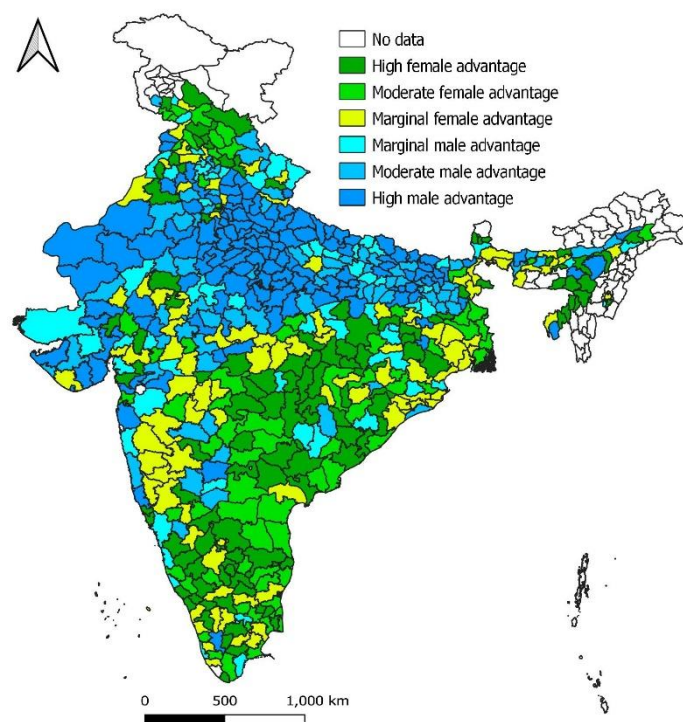 No data
High female advantage
Moderate female advantage
Marginal female advantage
Marginal male advantage
Moderate male advantage
High male advantage
0 500 1,000 km